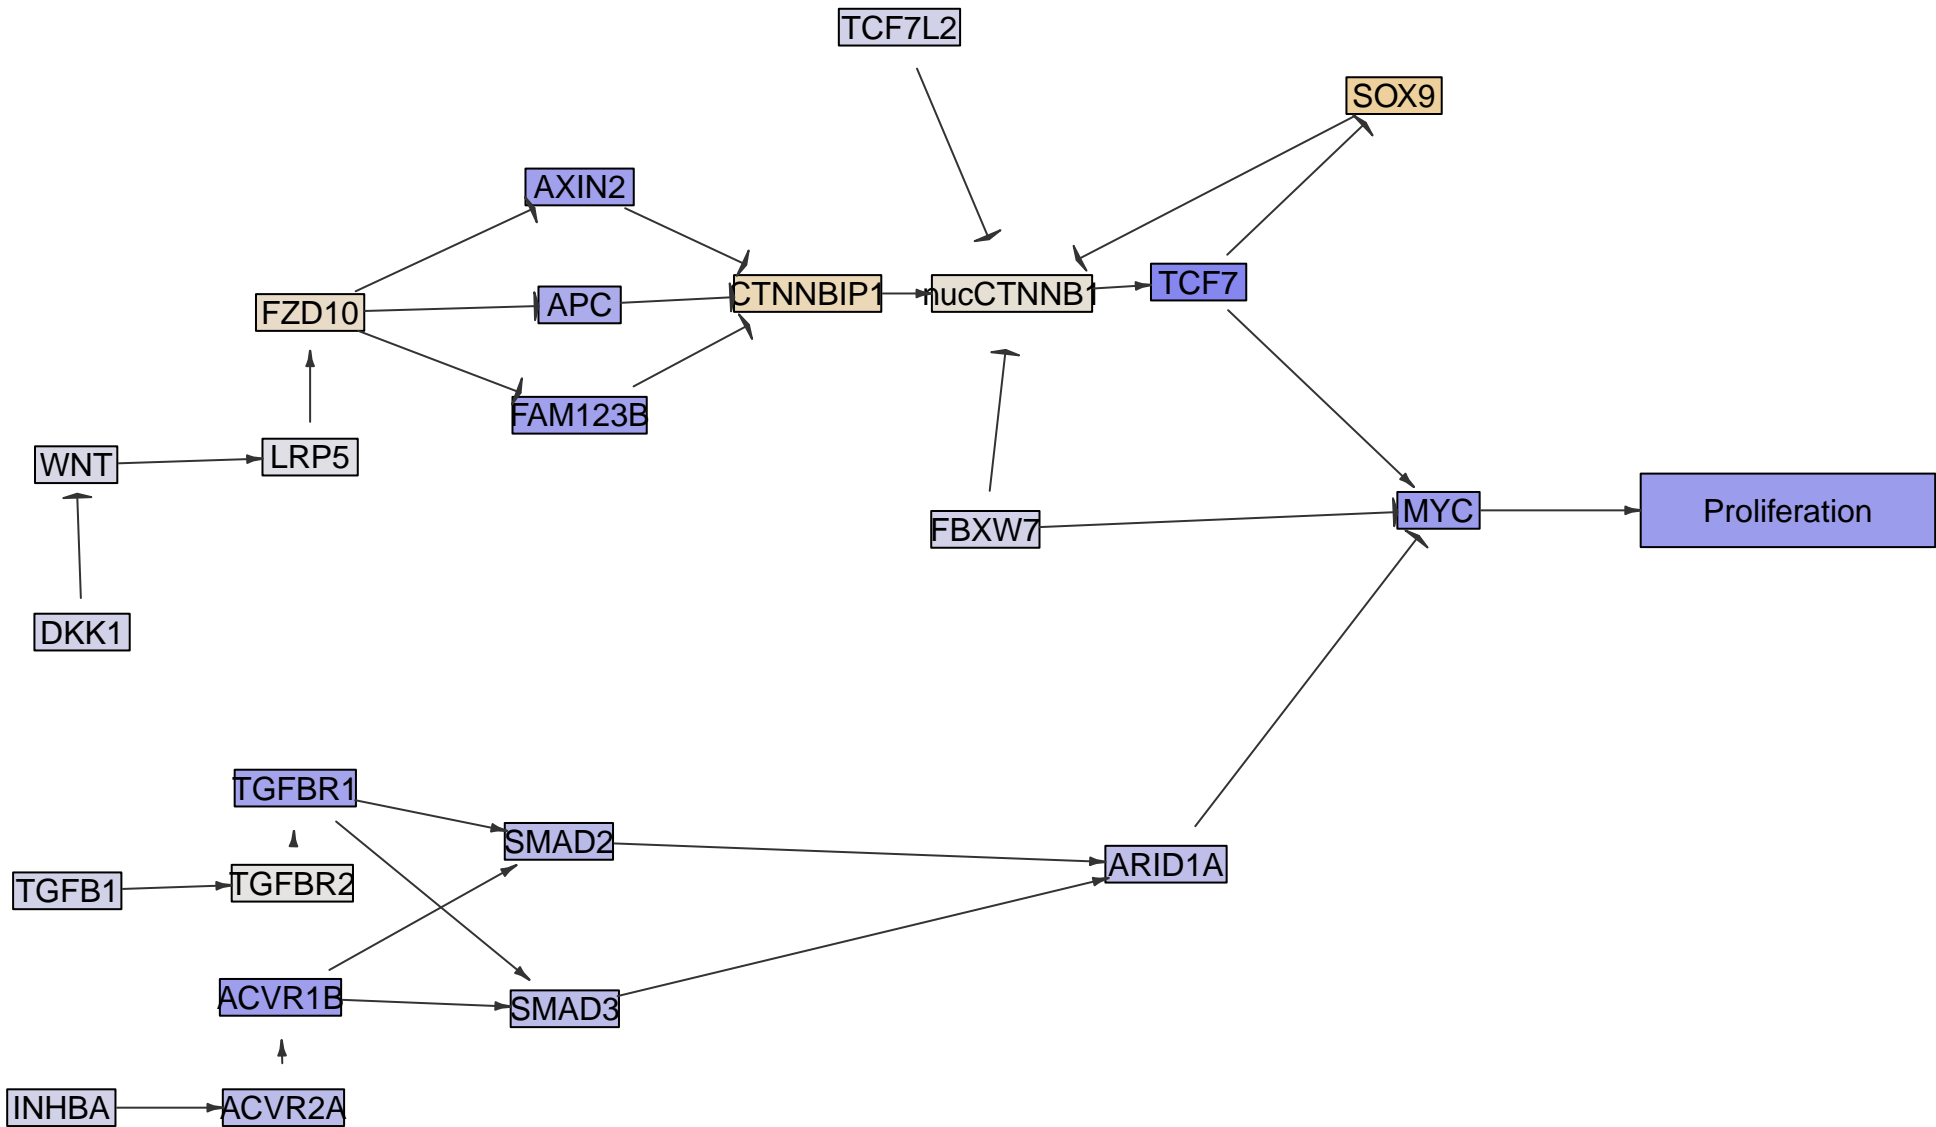 TCF7L2
SOX9
AXIN2
FZD10
APC
CTNNBIP1
nucCTNNB1
TCF7
FAM123B
WNT
LRP5
FBXW7
MYC
Proliferation
DKK1
TGFBR1
SMAD2
TGFB1
TGFBR2
ARID1A
ACVR1B
SMAD3
INHBA
ACVR2A